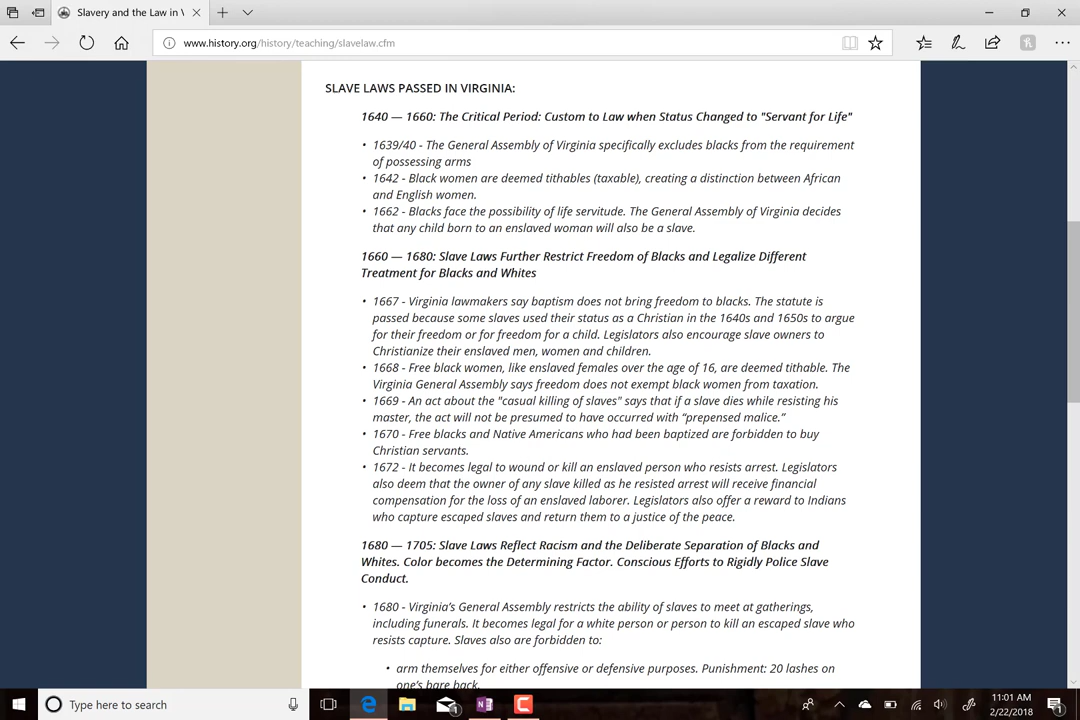 Slavery and the Law in V
www.history.org/history/teaching/slavelaw.cfm
SLAVE LAWS PASSED IN VIRGINIA:
1640 — 1660: The Critical Period: Custom to Law when Status Changed to "Servant for Life"
• 1639/40 - The General Assembly of Virginia specifically excludes blacks from the requirement
of possessing arms
• 1642 - Black women are deemed tithables (taxable), creating a distinction between African
and English women.
• 1662 - Blacks face the possibility of life servitude. The General Assembly of Virginia decides
that any child born to an enslaved woman will also be a slave.
1660 — 1680: Slave Laws Further Restrict Freedom of Blacks and Legalize Different
Treatment for Blacks and Whites
• 1667 - Virginia lawmakers say baptism does not bring freedom to blacks. The statute is
passed because some slaves used their status as a Christian in the 1640s and 1650s to argue
for their freedom or for freedom for a child. Legislators also encourage slave owners to
Christianize their enslaved men, women and children.
• 1668 - Free black women, like enslaved females over the age of 16, are deemed tithable. The
Virginia General Assembly says freedom does not exempt black women from taxation.
• 1669 - An act about the "casual killing of slaves" says that if a slave dies while resisting his
master, the act will not be presumed to have occurred with “prepensed malice.”
• 1670 - Free blacks and Native Americans who had been baptized are forbidden to buy
Christian servants.
• 1672 - It becomes legal to wound or kill an enslaved person who resists arrest. Legislators
also deem that the owner of any slave killed as he resisted arrest will receive financial
compensation for the loss of an enslaved laborer. Legislators also offer a reward to Indians
who capture escaped slaves and return them to a justice of the peace.
1680 — 1705: Slave Laws Reflect Racism and the Deliberate Separation of Blacks and
Whites. Color becomes the Determining Factor. Conscious Efforts to Rigidly Police Slave
Conduct.
• 1680 - Virginia’s General Assembly restricts the ability of slaves to meet at gatherings,
including funerals. It becomes legal for a white person or person to kill an escaped slave who
resists capture. Slaves also are forbidden to:
• arm themselves for either offensive or defensive purposes. Punishment: 20 lashes on
one’s bare back.
Type here to search
11:01 AM
2/22/2018